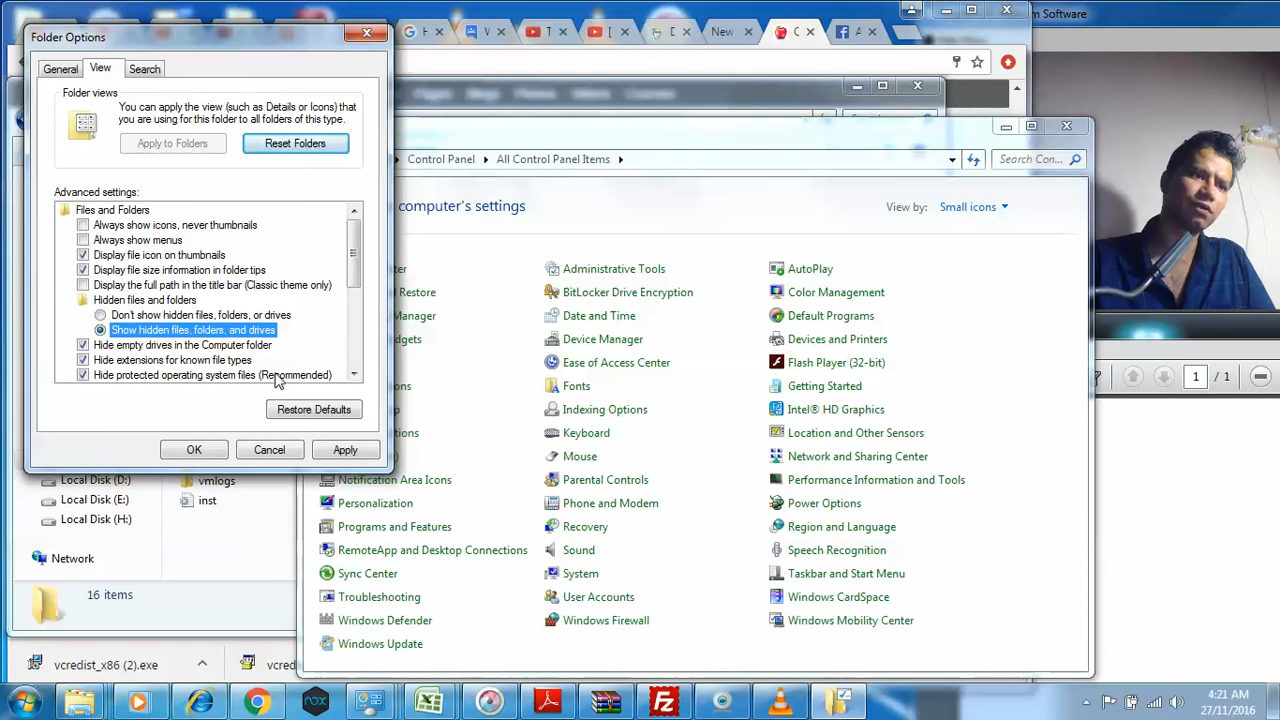 Folder Options
General
View
Search
Folder views
You can apply the view (such as Details or Icons) that
you are using for this folder to all folders of this type.
Apply to Folders
Reset Folders
Advanced settings:
Files and Folders
Always show icons, never thumbnails
Always show menus
Display file icon on thumbnails
Display file size information in folder tips
Display the full path in the title bar (Classic theme only)
Hidden files and folders
Don't show hidden files, folders, or drives
Show hidden files, folders, and drives
Hide empty drives in the Computer folder
Hide extensions for known file types
Hide protected operating system files (Recommended)
Restore Defaults
OK
Cancel
Apply
H
V
T
[
D
New
C
A
m Software
1 / 1
Control Panel
All Control Panel Items
Search Con...
computer's settings
View by:
Small icons
ter
Administrative Tools
AutoPlay
Restore
BitLocker Drive Encryption
Color Management
Manager
Date and Time
Default Programs
dgets
Devices and Printers
Ease of Access Center
Flash Player (32-bit)
Fonts
Getting Started
Indexing Options
Intel® HD Graphics
Keyboard
Location and Other Sensors
Mouse
Network and Sharing Center
Notification Area Icons
Parental Controls
Performance Information and Tools
Personalization
Phone and Modem
Power Options
Programs and Features
Recovery
Region and Language
RemoteApp and Desktop Connections
Sound
Speech Recognition
Sync Center
System
Taskbar and Start Menu
Troubleshooting
User Accounts
Windows CardSpace
Windows Defender
Windows Firewall
Windows Mobility Center
Windows Update
Local Disk (D:)
Local Disk (E:)
Local Disk (H:)
Network
vmlogs
inst
16 items
vcredist_x86 (2).exe
vcred
4:21 AM
27/11/2016